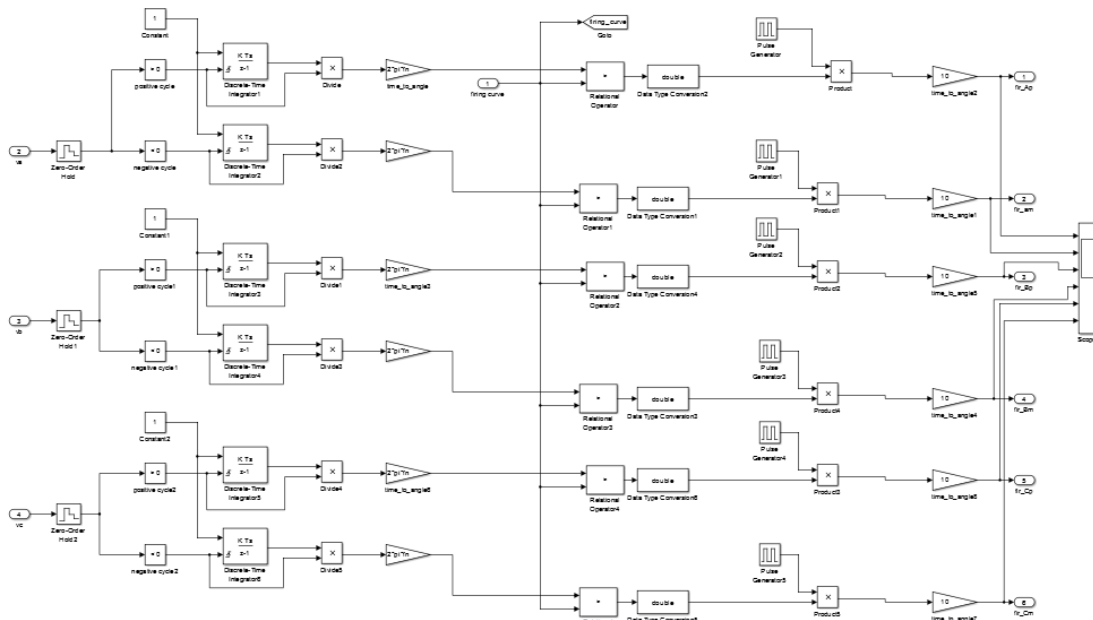 1
Constant
firing_curve
Goto
Pulse
Generator
K Ts
z-1
Discrete-Time
Integrator1
positive cycle
×
Divide
2*pi*fn
time_to_angle
1
firing curve
Relational
Operator
double
Data Type Conversion2
×
Product
10
time_to_angle2
1
fir_Ap
2
va
Zero-Order
Hold
< 0
negative cycle
K Ts
z-1
Discrete-Time
Integrator2
×
Divide2
2*pi*fn
Relational
Operator1
double
Data Type Conversion1
Pulse
Generator1
×
Product1
10
time_to_angle1
2
fir_am
1
Constant1
positive cycle1
K Ts
z-1
Discrete-Time
Integrator3
×
Divide1
2*pi*fn
time_to_angle3
Relational
Operator2
double
Data Type Conversion4
Pulse
Generator2
×
Product2
10
time_to_angle5
3
fir_Bp
3
vb
Zero-Order
Hold1
< 0
negative cycle1
K Ts
z-1
Discrete-Time
Integrator4
×
Divide3
2*pi*fn
Relational
Operator3
double
Data Type Conversion3
Pulse
Generator3
×
Product4
10
time_to_angle4
4
fir_Bm
Scope
1
Constant2
positive cycle2
K Ts
z-1
Discrete-Time
Integrator5
×
Divide4
2*pi*fn
time_to_angle6
Relational
Operator4
double
Data Type Conversion6
Pulse
Generator4
×
Product3
10
5
fir_Cp
4
vc
Zero-Order
Hold2
< 0
negative cycle2
K Ts
z-1
Discrete-Time
Integrator6
×
Divide5
2*pi*fn
double
Pulse
Generator5
×
Product5
10
time_to_angle7
6
fir_Cm